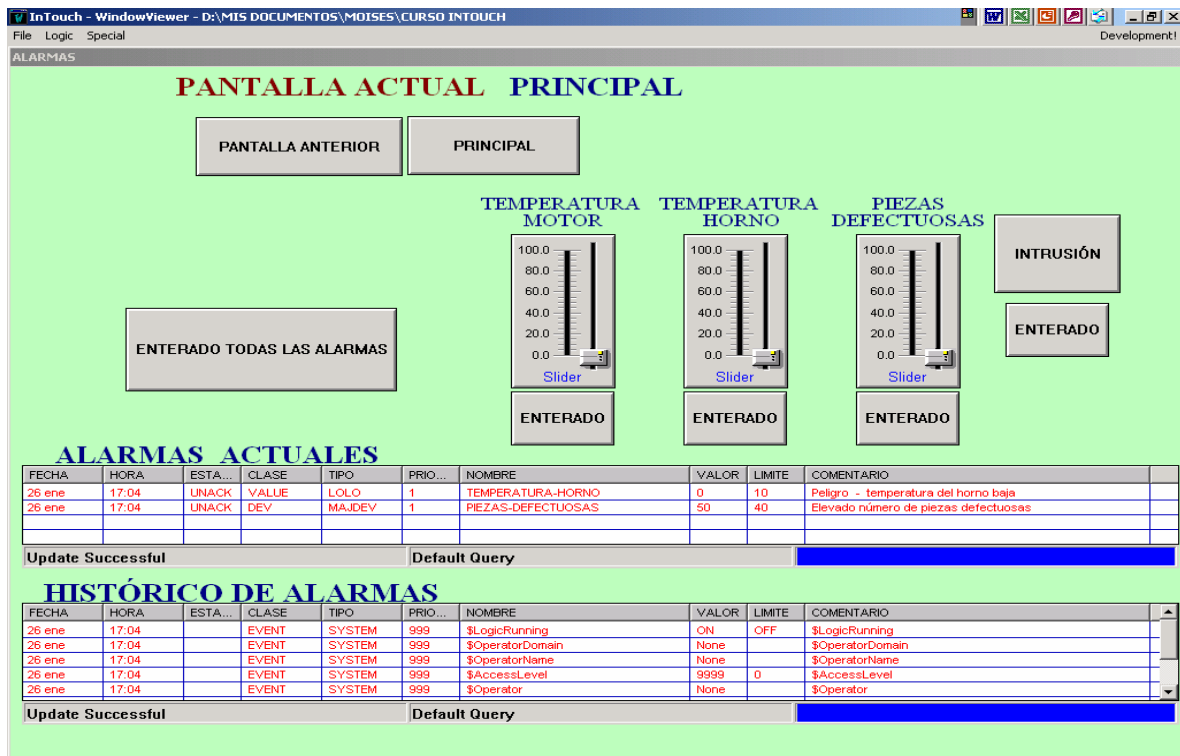 InTouch - WindowViewer - D:\MIS DOCUMENTOS\MOISES\CURSO INTOUCH
File Logic Special Development!
ALARMAS
PANTALLA ACTUAL PRINCIPAL
PANTALLA ANTERIOR PRINCIPAL
TEMPERATURA MOTOR
100.0
80.0
60.0
40.0
20.0
0.0
Slider
ENTERADO
TEMPERATURA HORNO
100.0
80.0
60.0
40.0
20.0
0.0
Slider
ENTERADO
PIEZAS DEFECTUOSAS
100.0
80.0
60.0
40.0
20.0
0.0
Slider
ENTERADO
INTRUSIÓN
ENTERADO
ENTERADO TODAS LAS ALARMAS
ALARMAS ACTUALES
FECHA HORA ESTA... CLASE TIPO PRIO... NOMBRE VALOR LIMITE COMENTARIO
26 ene 17:04 UNACK VALUE LOLO 1 TEMPERATURA-HORNO 0 10 Peligro - temperatura del horno baja
26 ene 17:04 UNACK DEV MAJDEV 1 PIEZAS-DEFECTUOSAS 50 40 Elevado número de piezas defectuosas
Update Successful Default Query
HISTÓRICO DE ALARMAS
FECHA HORA ESTA... CLASE TIPO PRIO... NOMBRE VALOR LIMITE COMENTARIO
26 ene 17:04 EVENT SYSTEM 999 $LogicRunning ON OFF $LogicRunning
26 ene 17:04 EVENT SYSTEM 999 $OperatorDomain None $OperatorDomain
26 ene 17:04 EVENT SYSTEM 999 $OperatorName None $OperatorName
26 ene 17:04 EVENT SYSTEM 999 $AccessLevel 9999 0 $AccessLevel
26 ene 17:04 EVENT SYSTEM 999 $Operator None $Operator
Update Successful Default Query